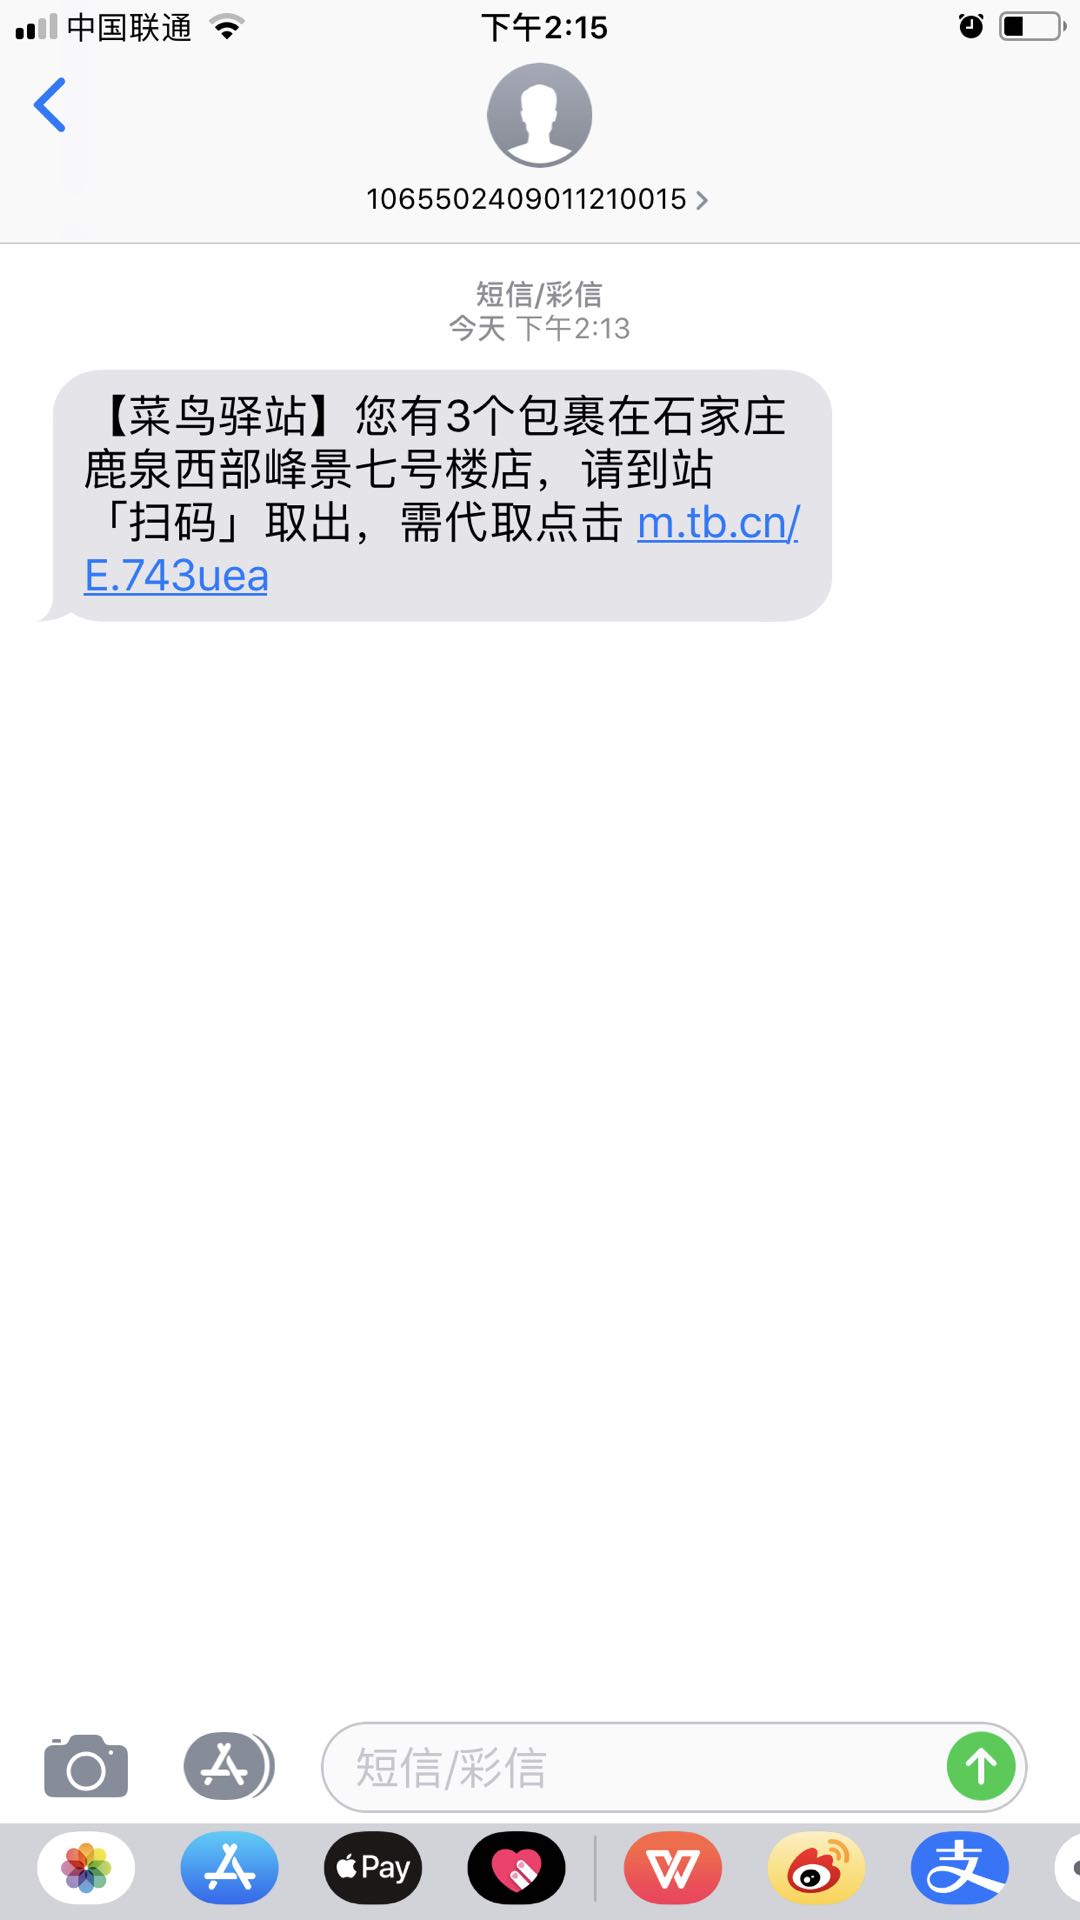 中国联通
下午2:15
1065502409011210015
短信/彩信
今天 下午2:13
【菜鸟驿站】您有3个包裹在石家庄
鹿泉西部峰景七号楼店，请到站
「扫码」取出，需代取点击 m.tb.cn/
E.743uea
短信/彩信
Pay
支